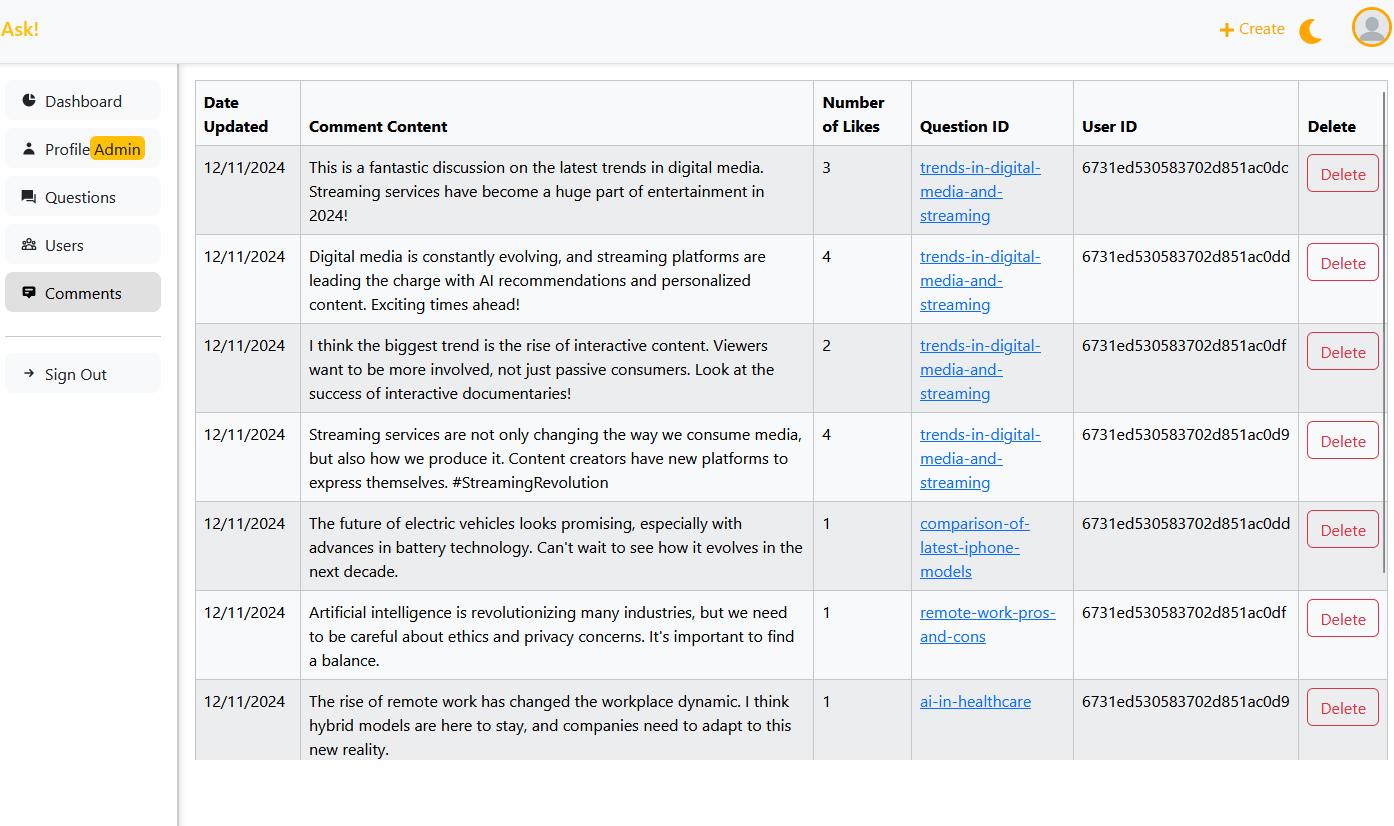 Ask!
Create
Dashboard
Profile Admin
Questions
Users
Comments
Sign Out
Date Updated Comment Content Number of Likes Question ID User ID Delete
12/11/2024 This is a fantastic discussion on the latest trends in digital media. 3 trends-in-digital- 6731ed530583702d851ac0dc Delete
Streaming services have become a huge part of entertainment in media-and-
2024! streaming
12/11/2024 Digital media is constantly evolving, and streaming platforms are 4 trends-in-digital- 6731ed530583702d851ac0dd Delete
leading the charge with AI recommendations and personalized media-and-
content. Exciting times ahead! streaming
12/11/2024 I think the biggest trend is the rise of interactive content. Viewers 2 trends-in-digital- 6731ed530583702d851ac0df Delete
want to be more involved, not just passive consumers. Look at the media-and-
success of interactive documentaries! streaming
12/11/2024 Streaming services are not only changing the way we consume media, 4 trends-in-digital- 6731ed530583702d851ac0d9 Delete
but also how we produce it. Content creators have new platforms to media-and-
express themselves. #StreamingRevolution streaming
12/11/2024 The future of electric vehicles looks promising, especially with 1 comparison-of- 6731ed530583702d851ac0dd Delete
advances in battery technology. Can't wait to see how it evolves in the latest-iphone-
next decade. models
12/11/2024 Artificial intelligence is revolutionizing many industries, but we need 1 remote-work-pros- 6731ed530583702d851ac0df Delete
to be careful about ethics and privacy concerns. It's important to find and-cons
a balance.
12/11/2024 The rise of remote work has changed the workplace dynamic. I think 1 ai-in-healthcare 6731ed530583702d851ac0d9 Delete
hybrid models are here to stay, and companies need to adapt to this
new reality.